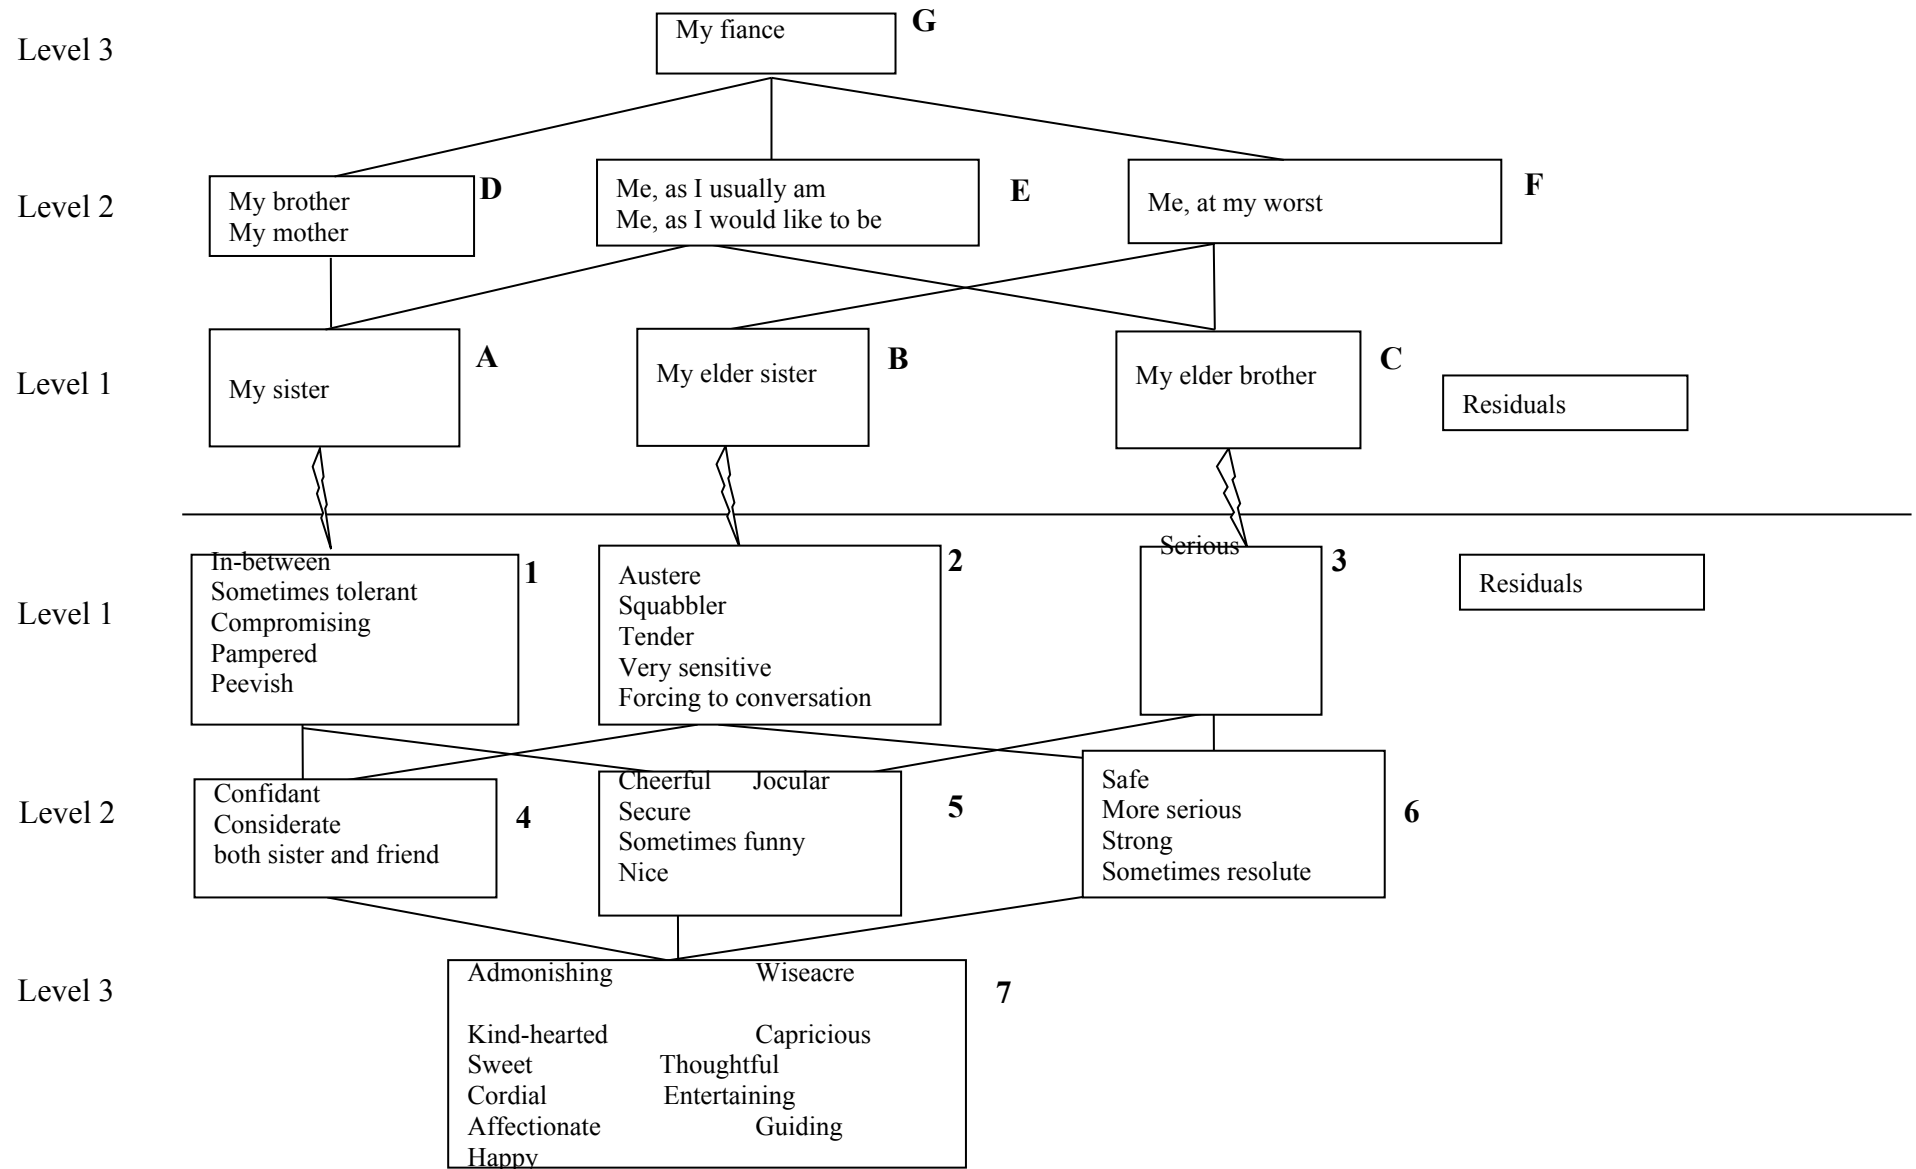 My fiance G
Level 3
My brother D
My mother
Me, as I usually am E
Me, as I would like to be
Me, at my worst F
Level 2
My sister A
My elder sister B
My elder brother C
Residuals
Level 1
In-between 1
Sometimes tolerant
Compromising
Pampered
Peevish
Austere 2
Squabbler
Tender
Very sensitive
Forcing to conversation
Serious 3
Residuals
Level 1
Confidant 4
Considerate
both sister and friend
Cheerful Jocular 5
Secure
Sometimes funny
Nice
Safe 6
More serious
Strong
Sometimes resolute
Level 2
Admonishing Wiseacre
Level 3 7
Kind-hearted Capricious
Sweet Thoughtful
Cordial Entertaining
Affectionate Guiding
Happy